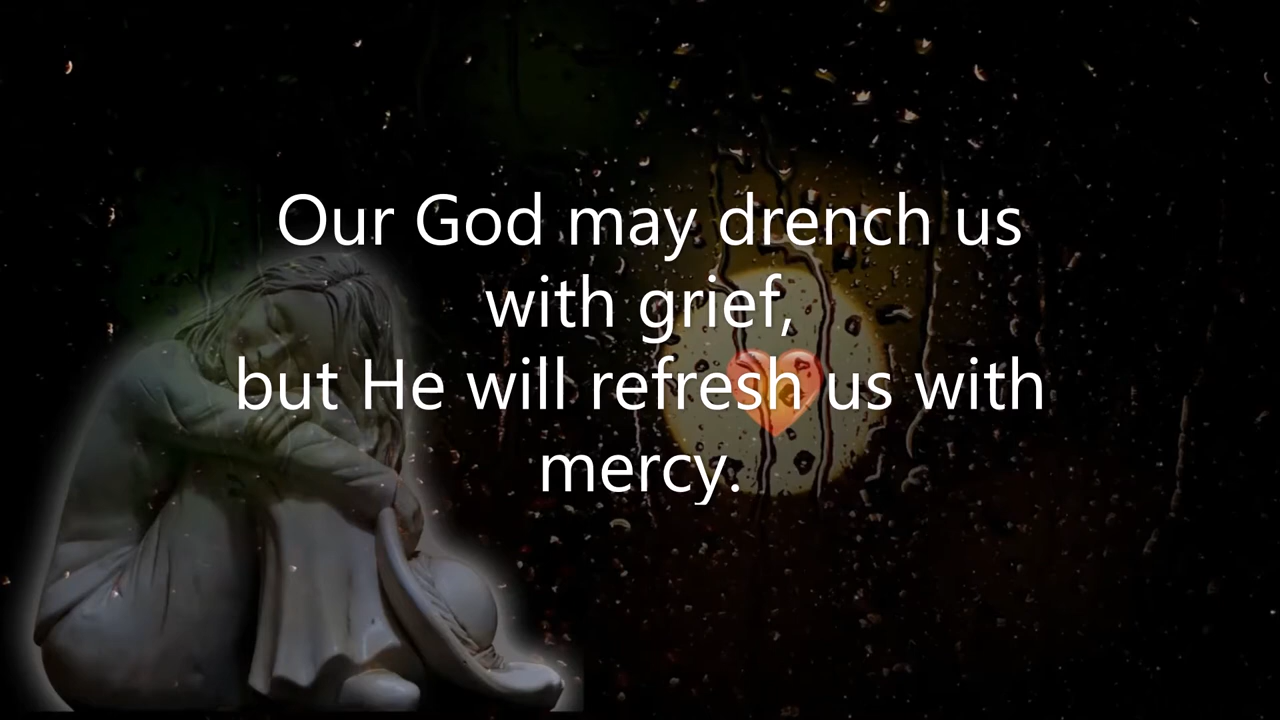 Our God may drench us
with grief,
but He will refresh us with
mercy.